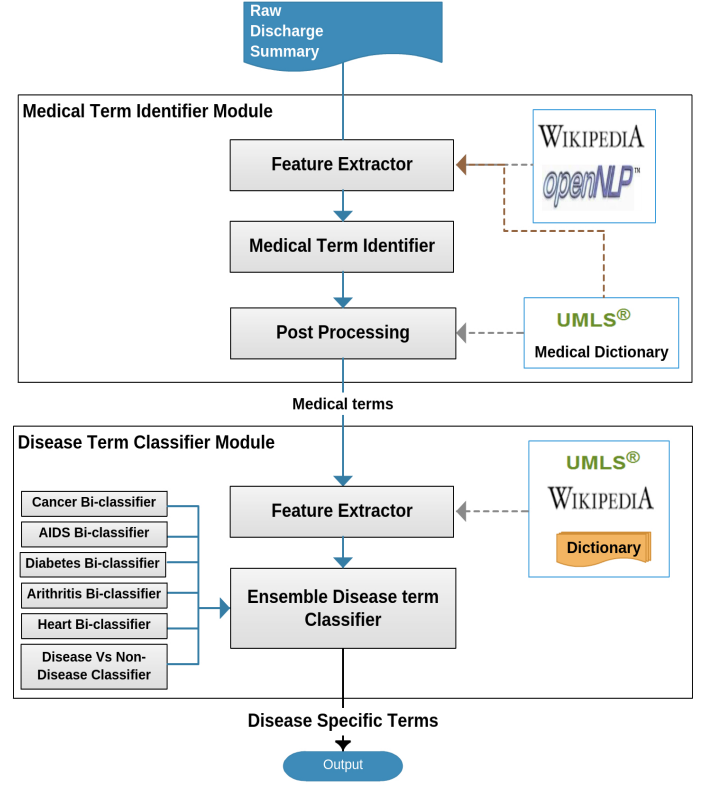 Raw
Discharge
Summary
Medical Term Identifier Module
Feature Extractor
WIKIPEDIA
openNLP™
Medical Term Identifier
Post Processing
UMLS®
Medical Dictionary
Medical terms
Disease Term Classifier Module
Feature Extractor
UMLS®
WIKIPEDIA
Dictionary
Cancer Bi-classifier
AIDS Bi-classifier
Diabetes Bi-classifier
Arithritis Bi-classifier
Heart Bi-classifier
Disease Vs Non-
Disease Classifier
Ensemble Disease term
Classifier
Disease Specific Terms
Output